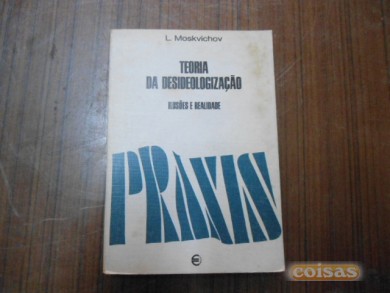 L. Moskvichov
TEORIA
DA DESIDEOLOGIZAÇÃO
ILUSÕES E REALIDADE
PRAXIS
coisas